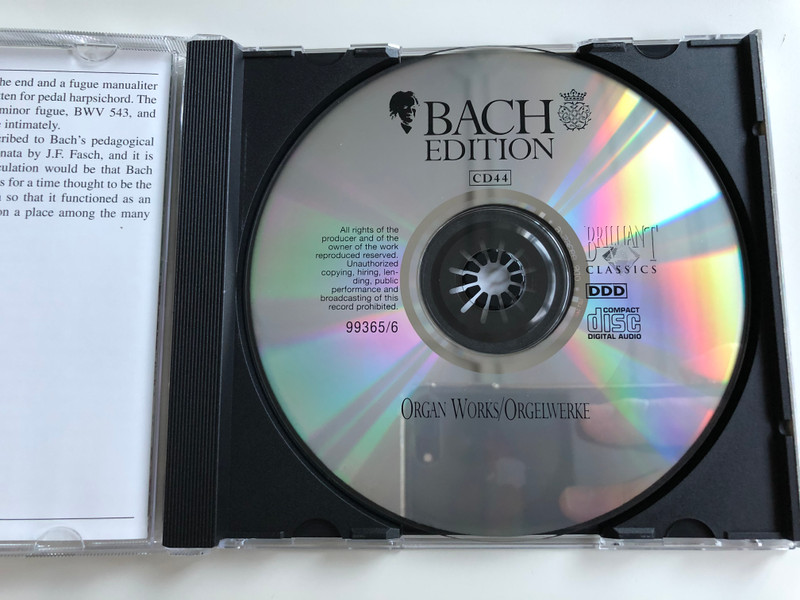 he end and a fugue manualiter
ten for pedal harpsichord. The
minor fugue, BWV 543, and
intimately.
ribed to Bach's pedagogical
nata by J.F. Fasch, and it is
ulation would be that Bach
s for a time thought to be the
so that it functioned as an
on a place among the many
BACH
EDITION
CD44
All rights of the
producer and of the
owner of the work
reproduced reserved.
Unauthorized
copying, hiring, len-
ding, public
performance and
broadcasting of this
record prohibited.
99365/6
BRILLIANT
CLASSICS
DDD
COMPACT
disc
DIGITAL AUDIO
ORGAN WORKS/ORGELWERKE